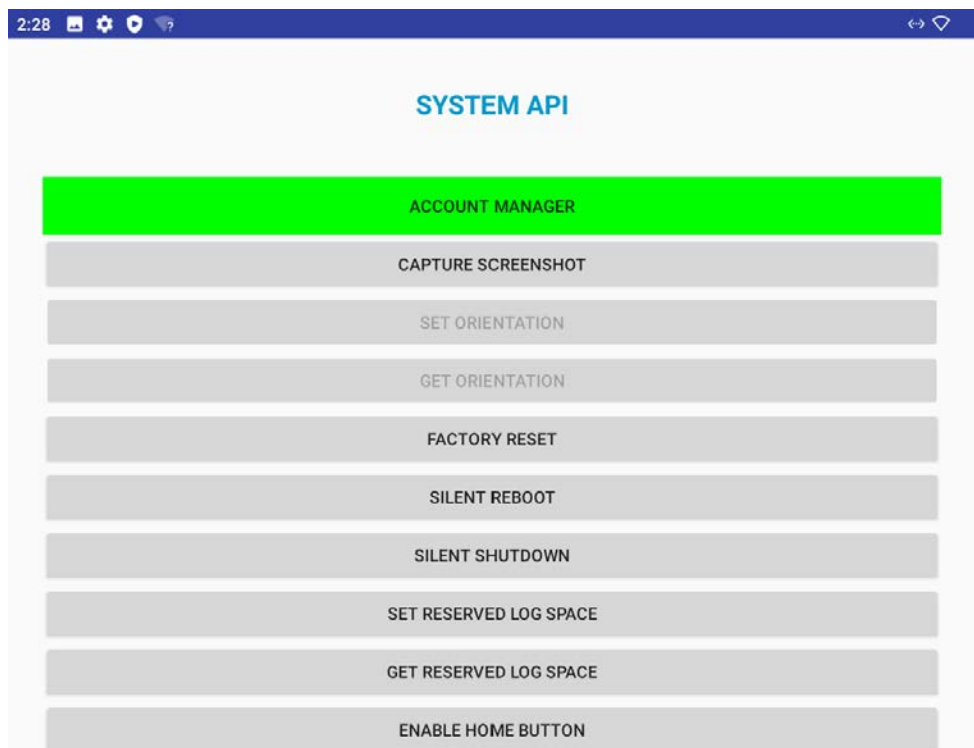 2:28
SYSTEM API
ACCOUNT MANAGER
CAPTURE SCREENSHOT
SET ORIENTATION
GET ORIENTATION
FACTORY RESET
SILENT REBOOT
SILENT SHUTDOWN
SET RESERVED LOG SPACE
GET RESERVED LOG SPACE
ENABLE HOME BUTTON